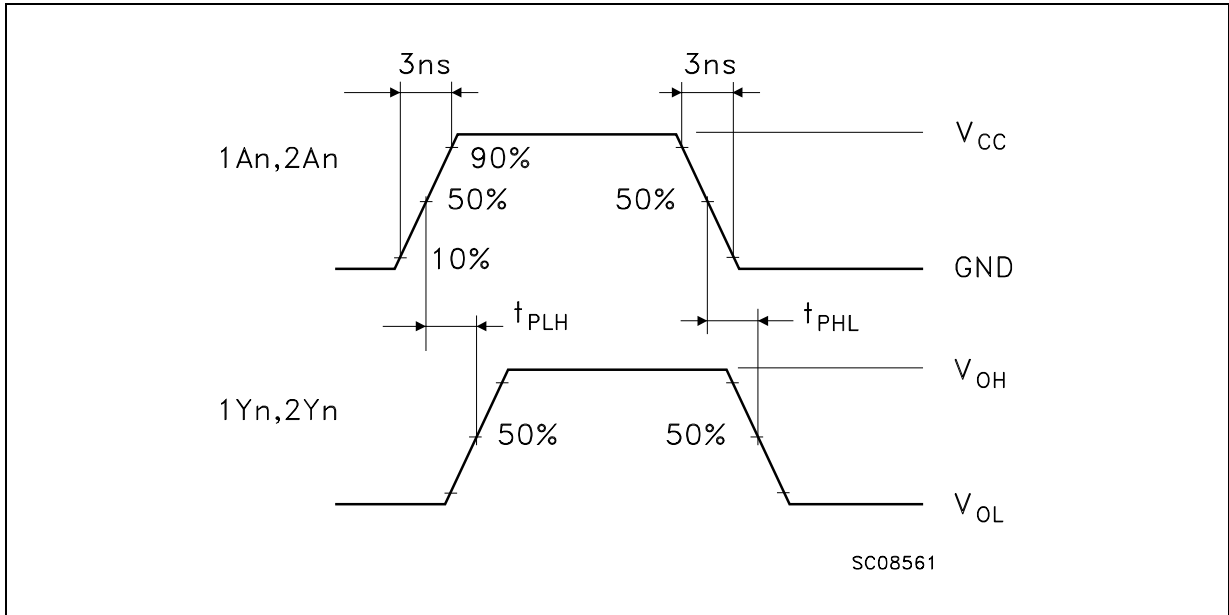 3ns 3ns
V_CC
1An,2An
90%
50% 50%
10%
GND
t_PLH t_PHL
V_OH
1Yn,2Yn
50% 50%
V_OL
SC08561